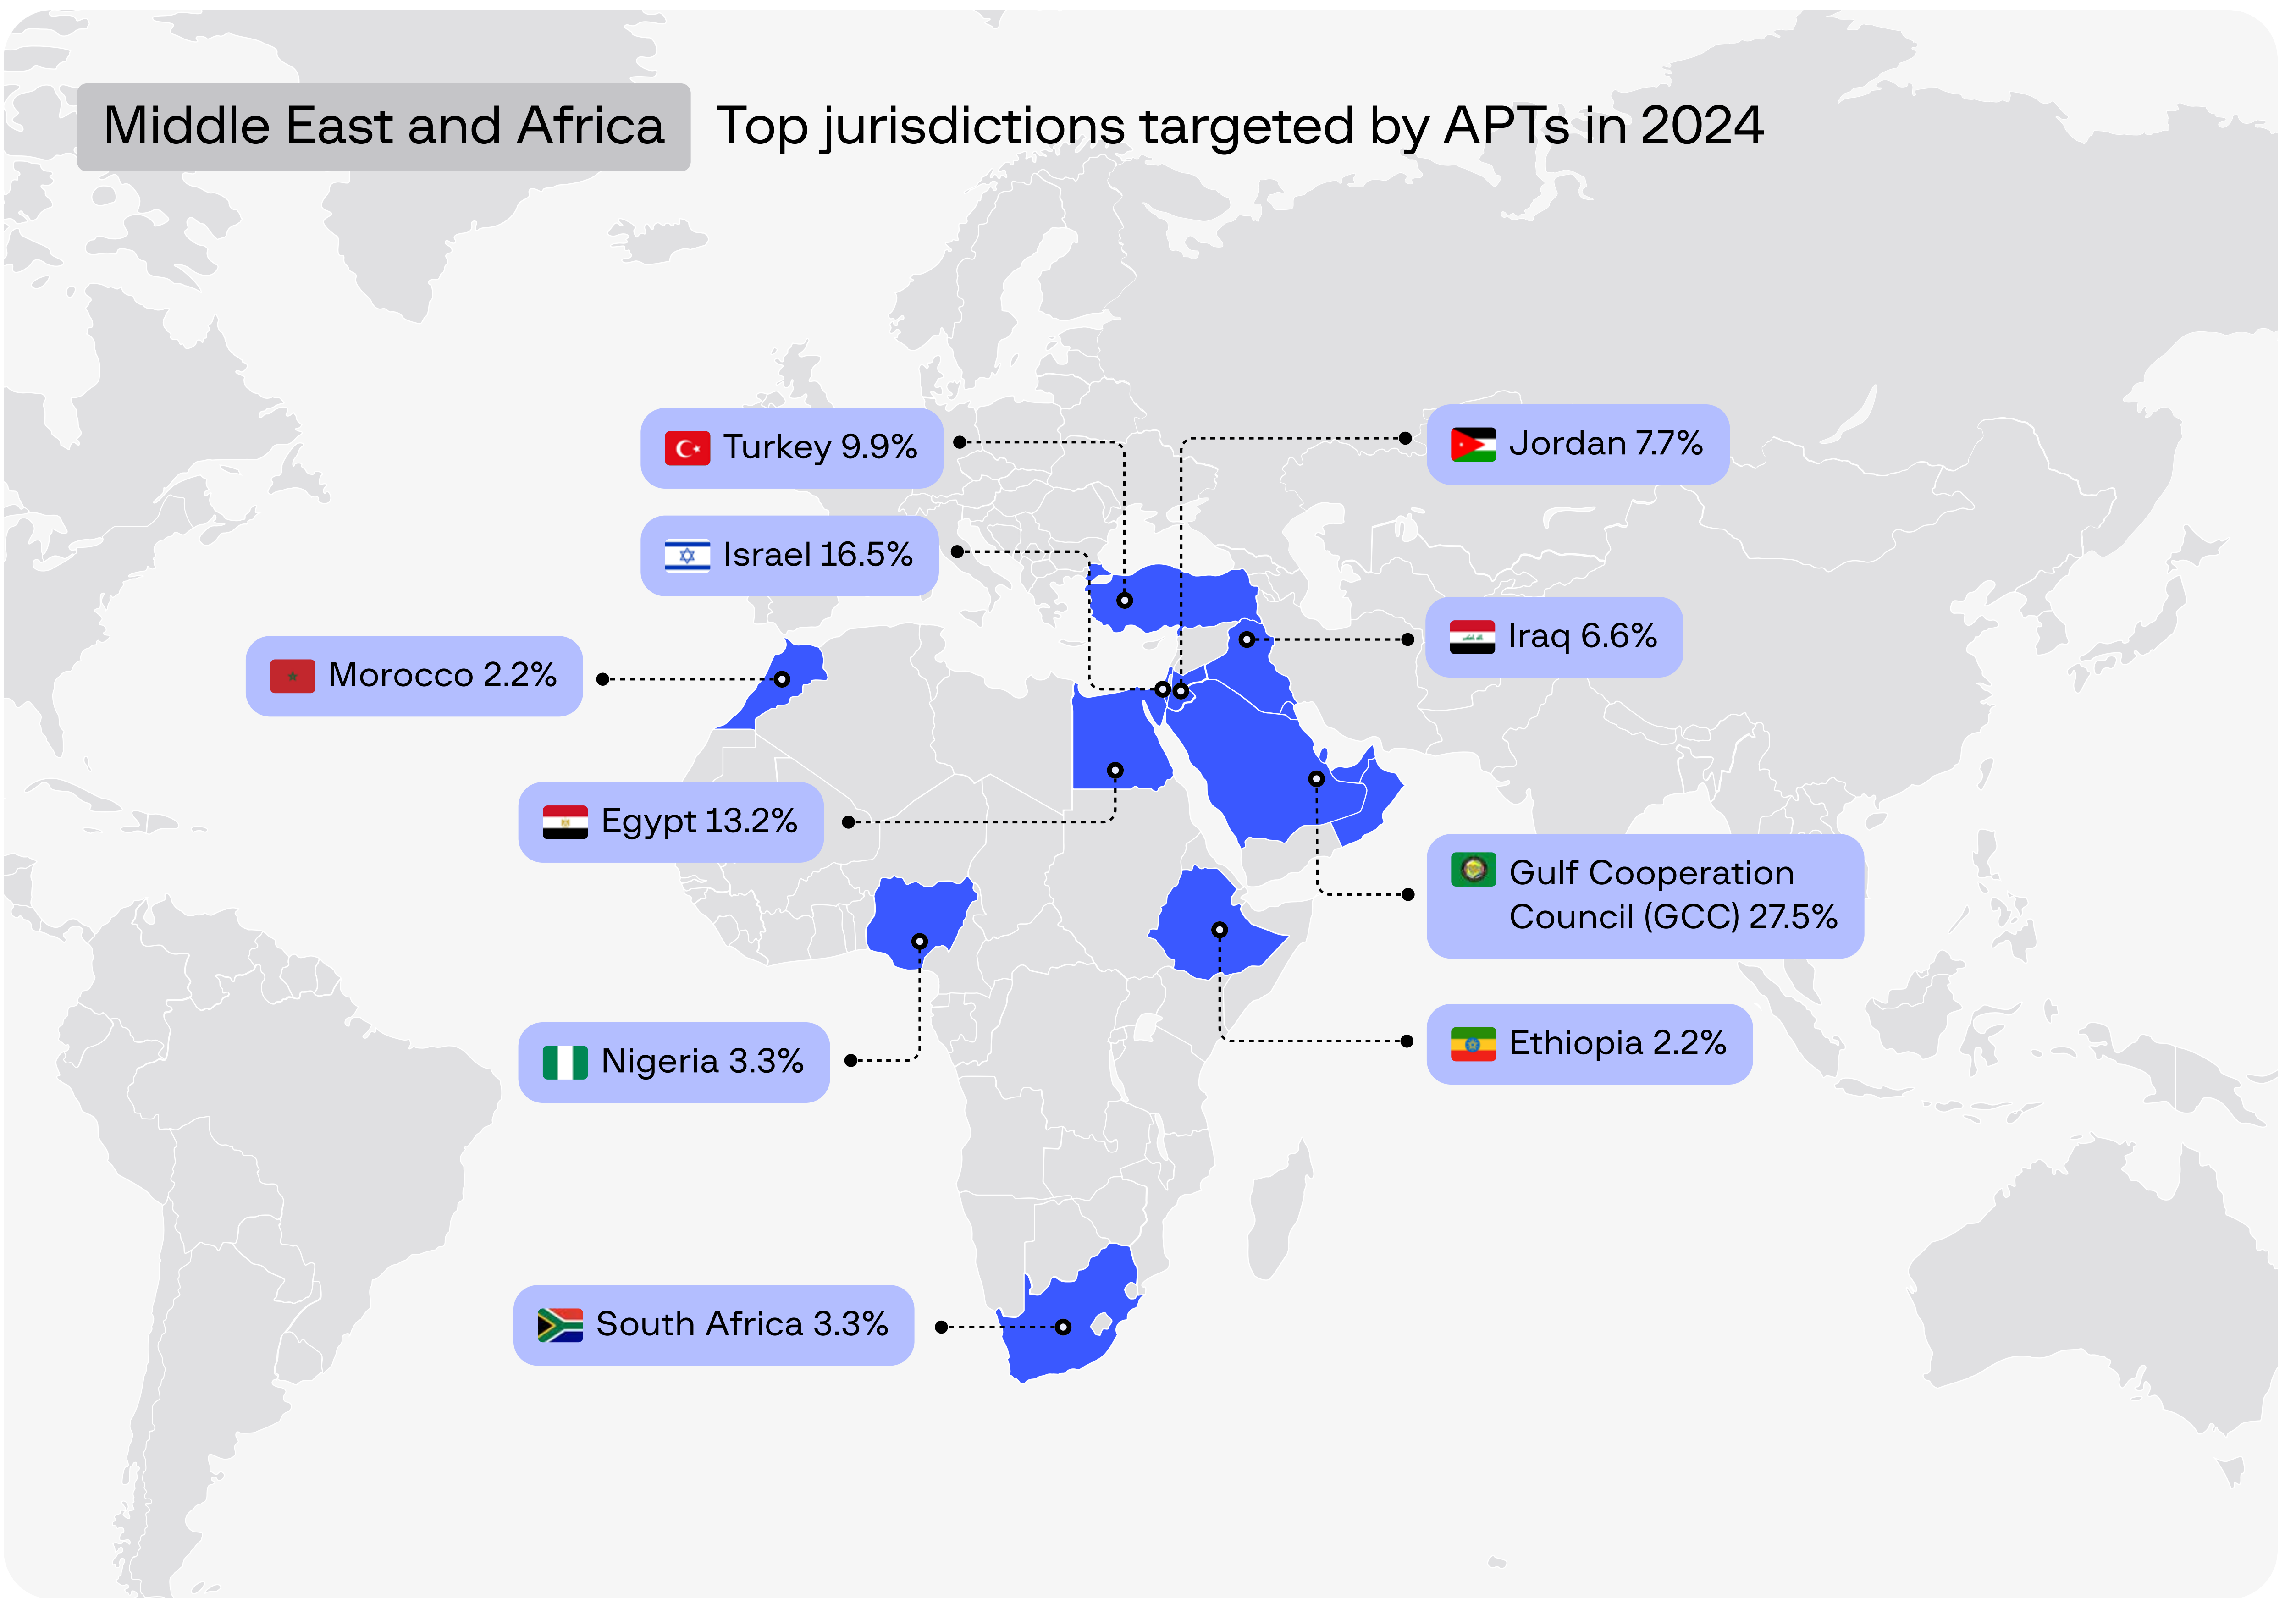 Middle East and Africa
Top jurisdictions targeted by APTs in 2024
Turkey 9.9%
Jordan 7.7%
Israel 16.5%
Iraq 6.6%
Morocco 2.2%
Egypt 13.2%
Gulf Cooperation
Council (GCC) 27.5%
Nigeria 3.3%
Ethiopia 2.2%
South Africa 3.3%